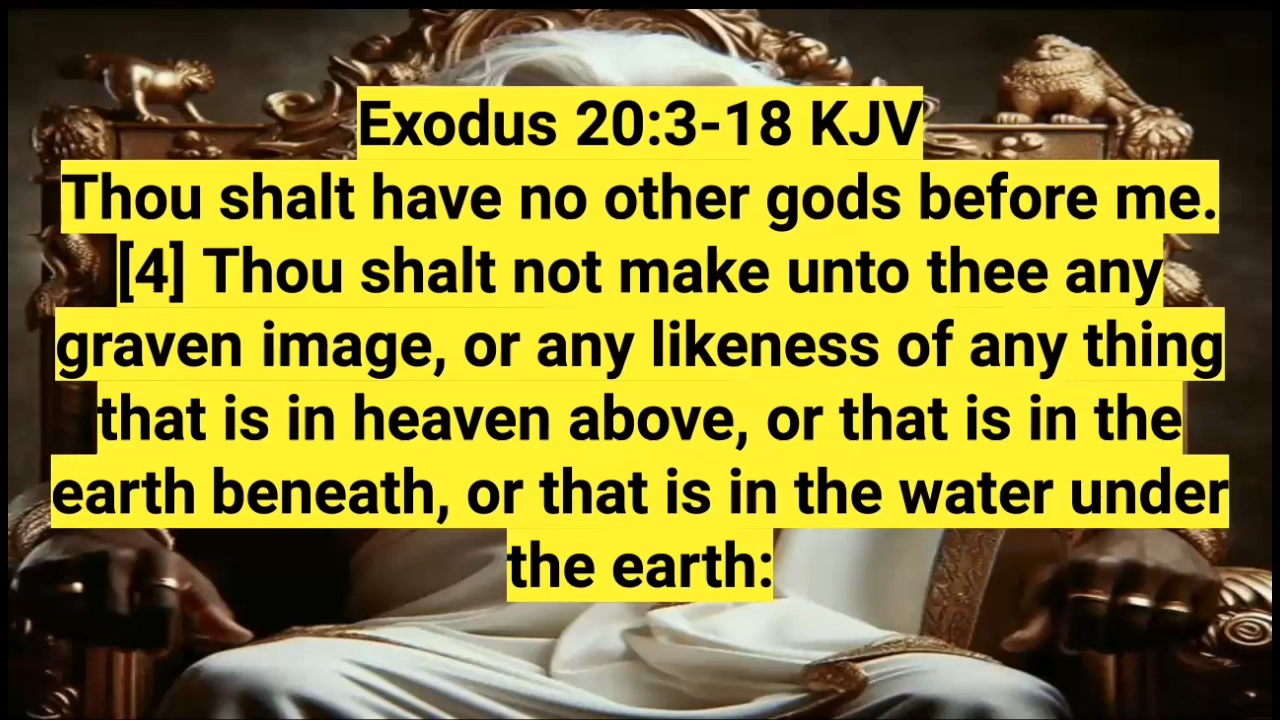 Exodus 20:3-18 KJV
Thou shalt have no other gods before me.
[4] Thou shalt not make unto thee any
graven image, or any likeness of any thing
that is in heaven above, or that is in the
earth beneath, or that is in the water under
the earth: